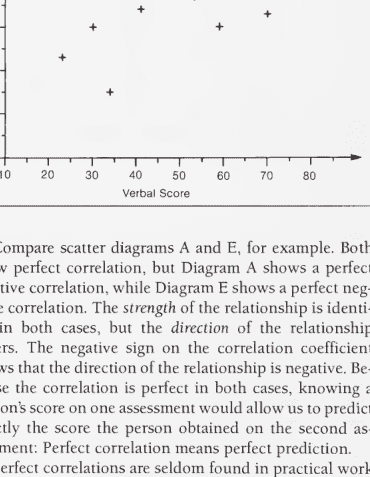 10 20 30 40 50 60 70 80
Verbal Score
Compare scatter diagrams A and E, for example. Both
w perfect correlation, but Diagram A shows a perfect
tive correlation, while Diagram E shows a perfect neg-
e correlation. The strength of the relationship is identi-
in both cases, but the direction of the relationship
ers. The negative sign on the correlation coefficient
ws that the direction of the relationship is negative. Be-
se the correlation is perfect in both cases, knowing a
on's score on one assessment would allow us to predict
ctly the score the person obtained on the second as-
ment: Perfect correlation means perfect prediction.
erfect correlations are seldom found in practical work